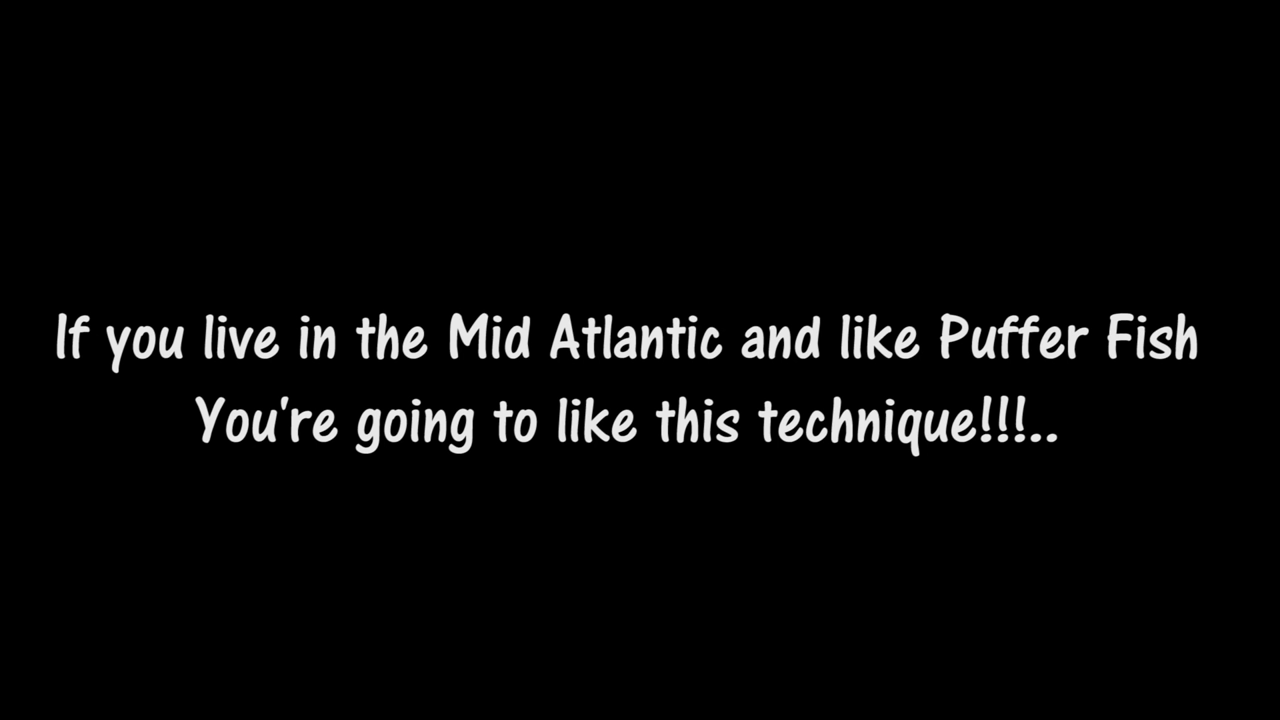 If you live in the Mid Atlantic and like Puffer Fish
You're going to like this technique!!!..